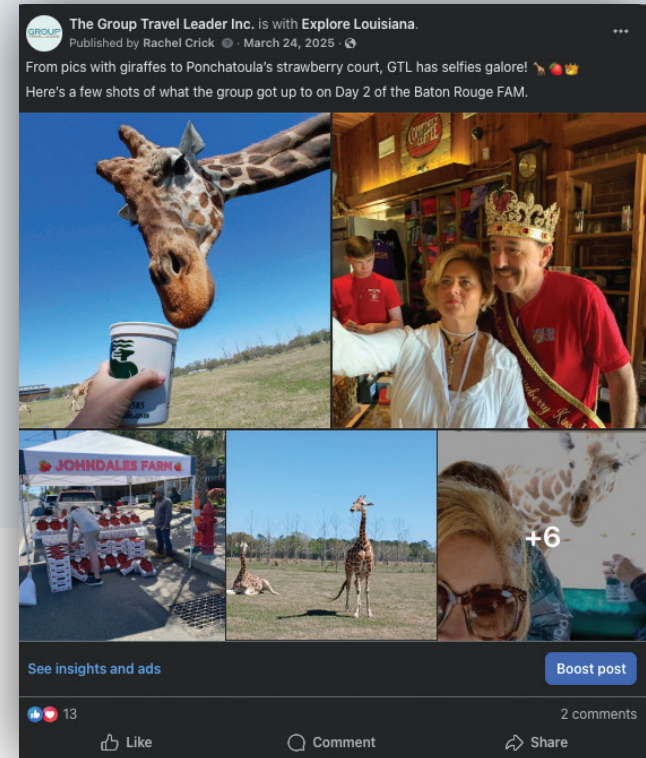 GROUP
The Group Travel Leader Inc. is with Explore Louisiana.
Published by Rachel Crick · March 24, 2025 ·
From pics with giraffes to Ponchatoula's strawberry court, GTL has selfies galore! 🦒🍓👑
Here's a few shots of what the group got up to on Day 2 of the Baton Rouge FAM.
JOHNDALES FARM
+6
See insights and ads
Boost post
13
2 comments
Like
Comment
Share